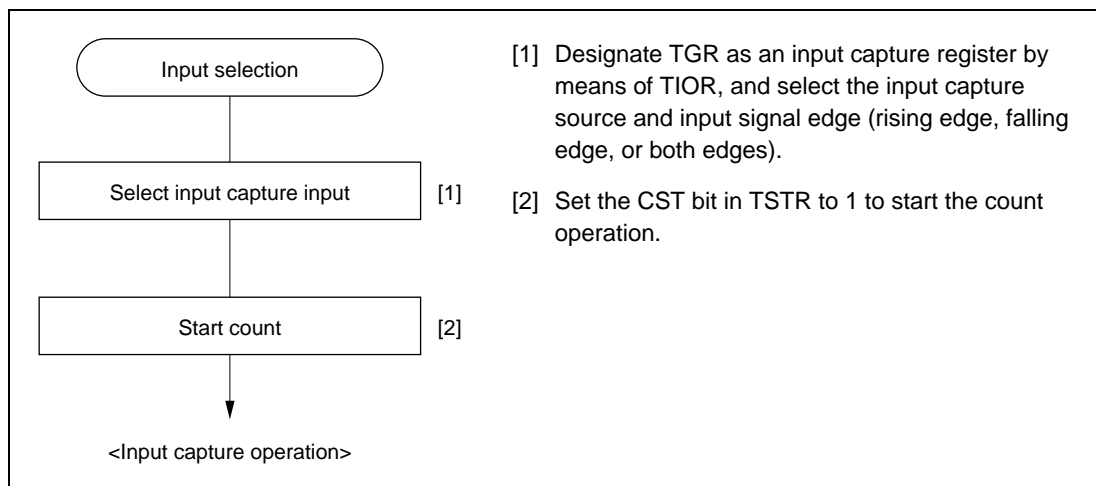 Input selection
Select input capture input
[1]
Start count
[2]
<Input capture operation>
[1] Designate TGR as an input capture register by
means of TIOR, and select the input capture
source and input signal edge (rising edge, falling
edge, or both edges).
[2] Set the CST bit in TSTR to 1 to start the count
operation.